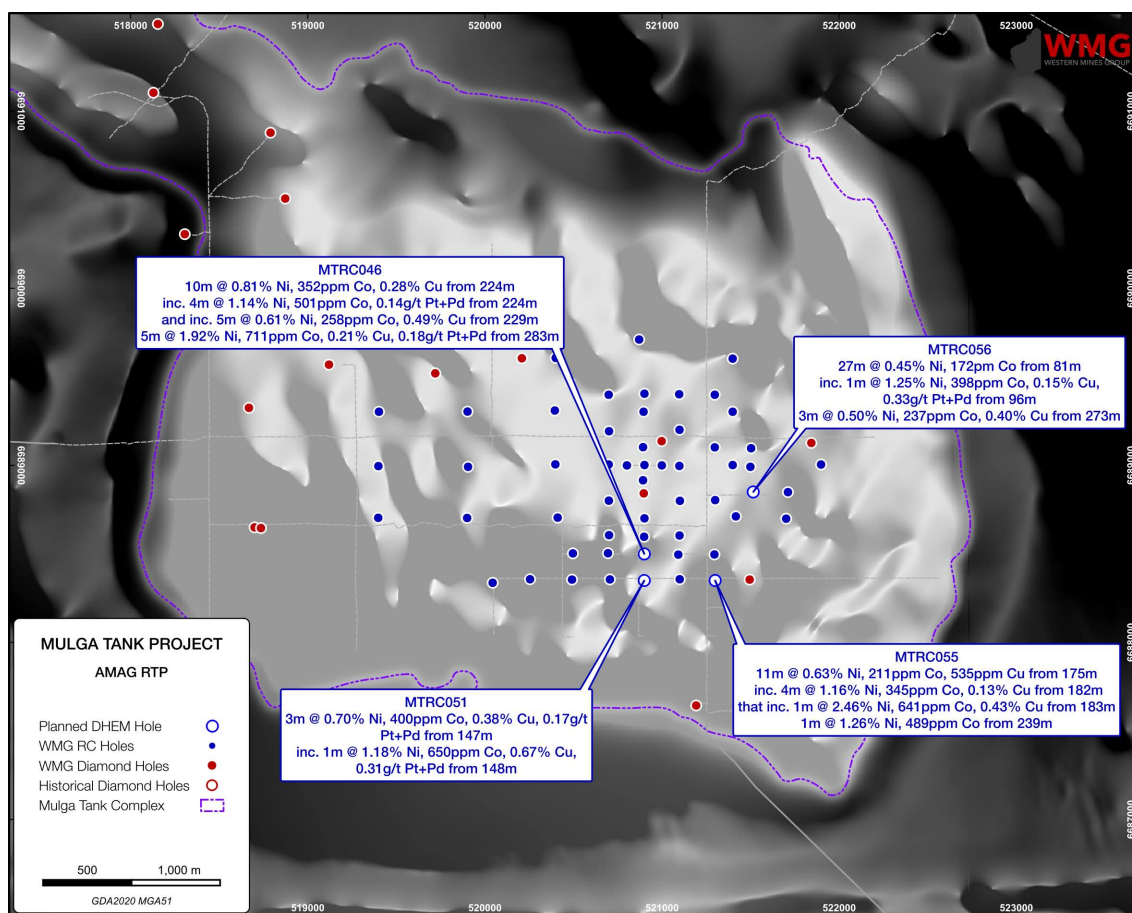 518000 519000 520000 521000 522000 523000
WMG
WESTERN MINES GROUP
6691000 6691000
6690000 6690000
MTRC046
10m @ 0.81% Ni, 352ppm Co, 0.28% Cu from 224m
inc. 4m @ 1.14% Ni, 501ppm Co, 0.14g/t Pt+Pd from 224m
and inc. 5m @ 0.61% Ni, 258ppm Co, 0.49% Cu from 229m
5m @ 1.92% Ni, 711ppm Co, 0.21% Cu, 0.18g/t Pt+Pd from 283m
MTRC056
27m @ 0.45% Ni, 172pm Co from 81m
inc. 1m @ 1.25% Ni, 398ppm Co, 0.15% Cu,
0.33g/t Pt+Pd from 96m
3m @ 0.50% Ni, 237ppm Co, 0.40% Cu from 273m
6689000 6689000
6688000
MTRC055
11m @ 0.63% Ni, 211ppm Co, 535ppm Cu from 175m
inc. 4m @ 1.16% Ni, 345ppm Co, 0.13% Cu from 182m
that inc. 1m @ 2.46% Ni, 641ppm Co, 0.43% Cu from 183m
1m @ 1.26% Ni, 489ppm Co from 239m
MTRC051
3m @ 0.70% Ni, 400ppm Co, 0.38% Cu, 0.17g/t
Pt+Pd from 147m
inc. 1m @ 1.18% Ni, 650ppm Co, 0.67% Cu,
0.31g/t Pt+Pd from 148m
6687000
MULGA TANK PROJECT
AMAG RTP
Planned DHEM Hole
WMG RC Holes
WMG Diamond Holes
Historical Diamond Holes
Mulga Tank Complex
500 1,000 m
GDA2020 MGA51
519000 520000 521000 522000 523000